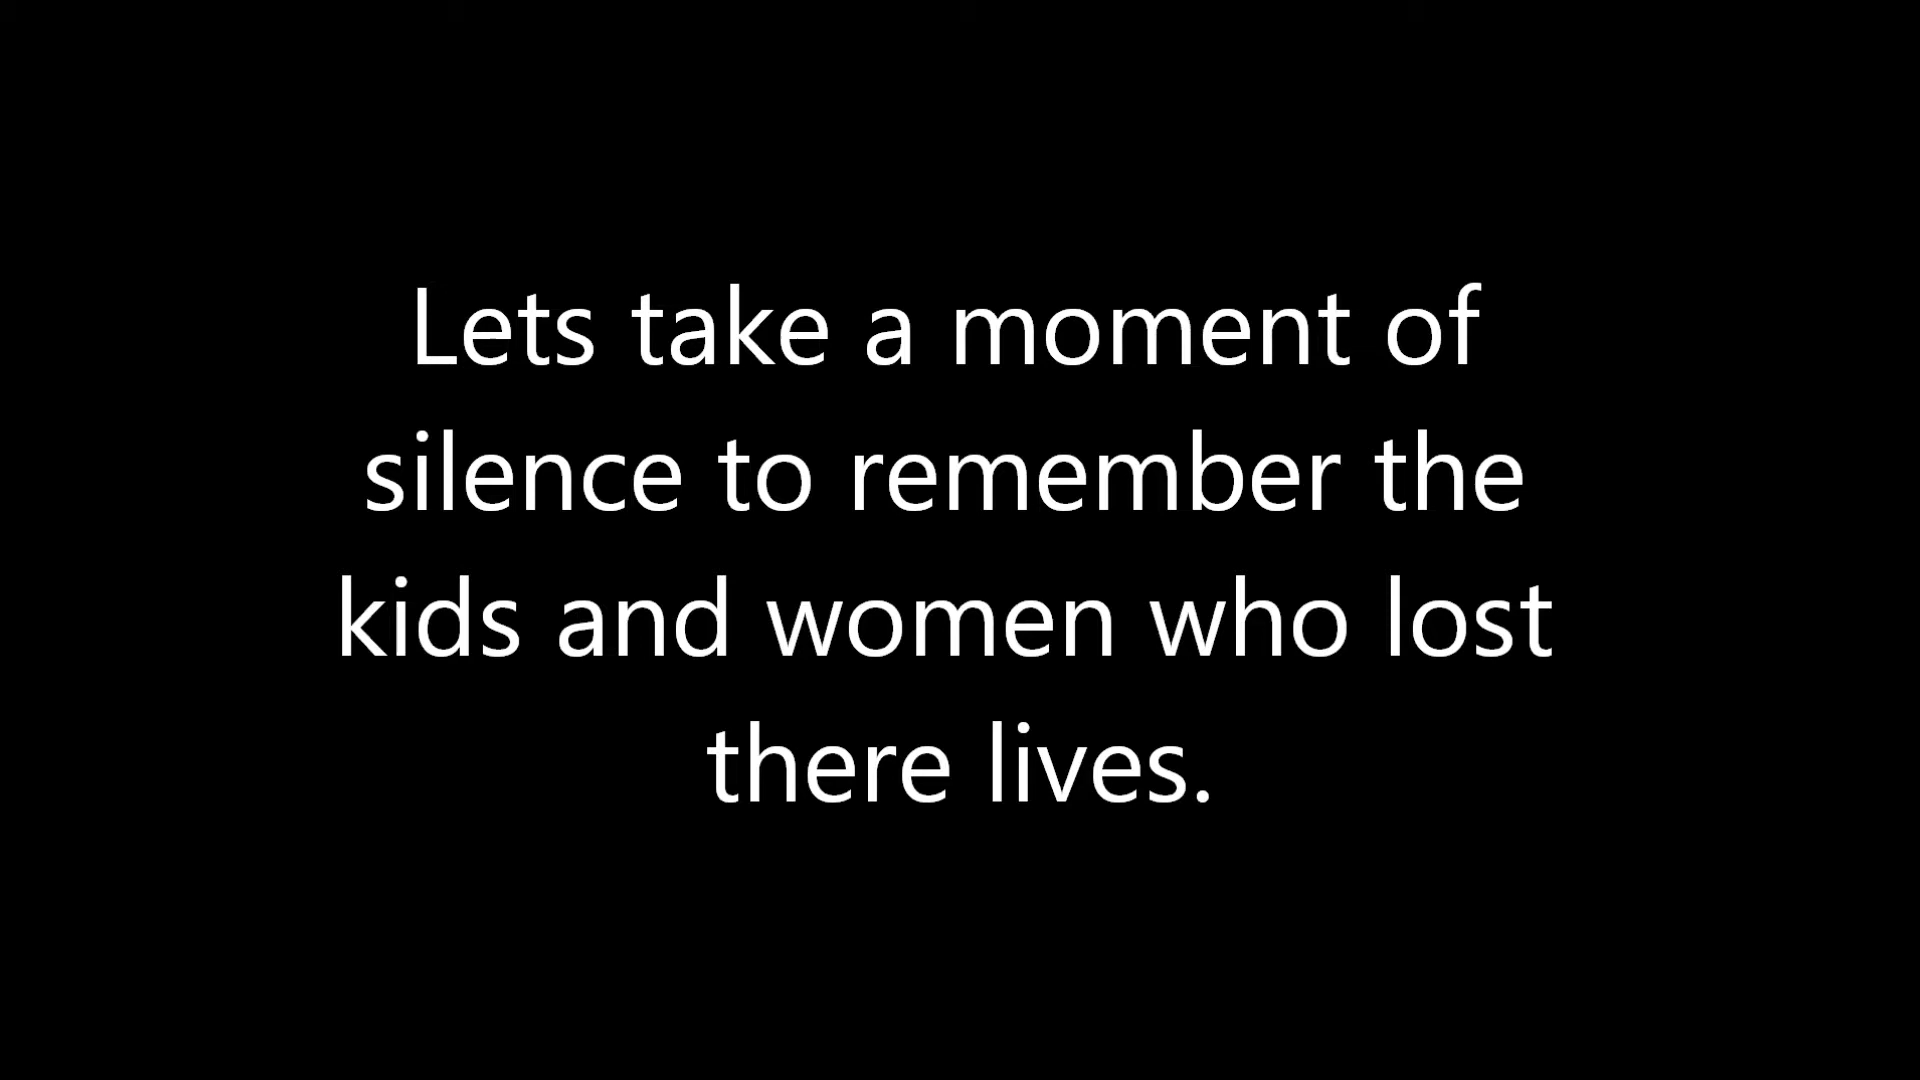 Lets take a moment of
silence to remember the
kids and women who lost
there lives.